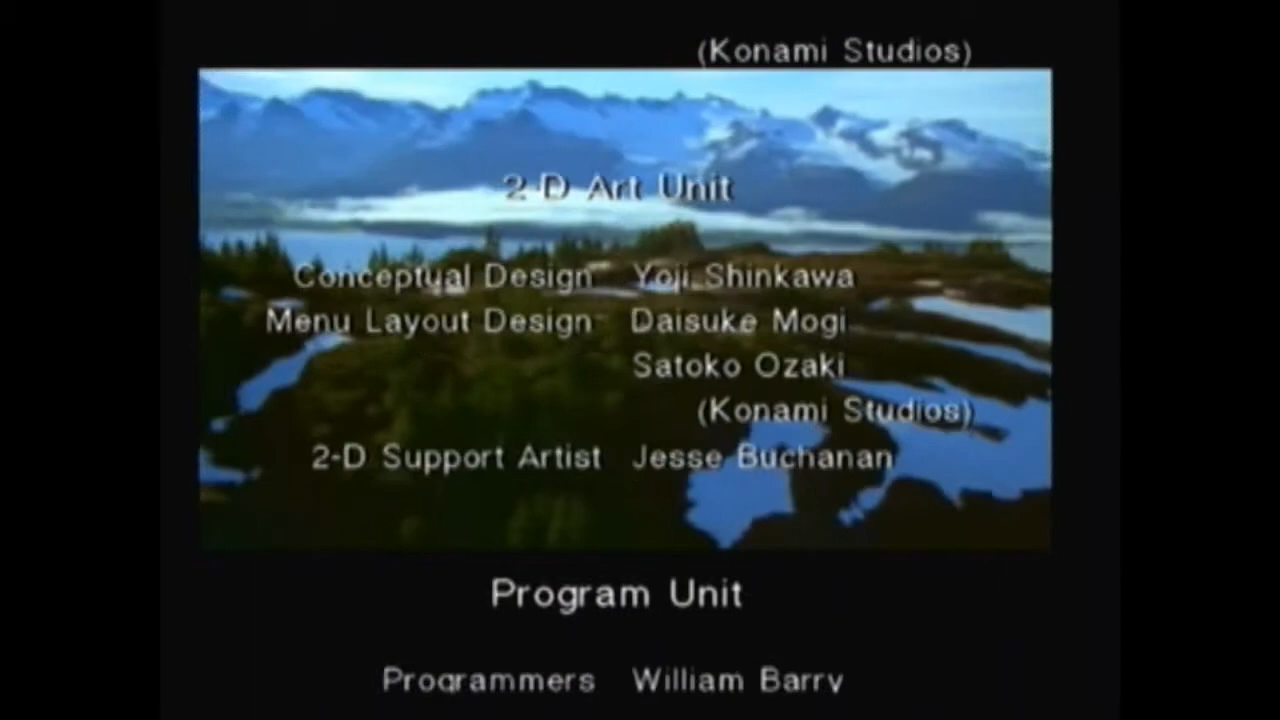 (Konami Studios)
2-D Art Unit
Conceptual Design Yoji Shinkawa
Menu Layout Design Daisuke Mogi
Satoko Ozaki
(Konami Studios)
2-D Support Artist Jesse Buchanan
Program Unit
Programmers William Barry